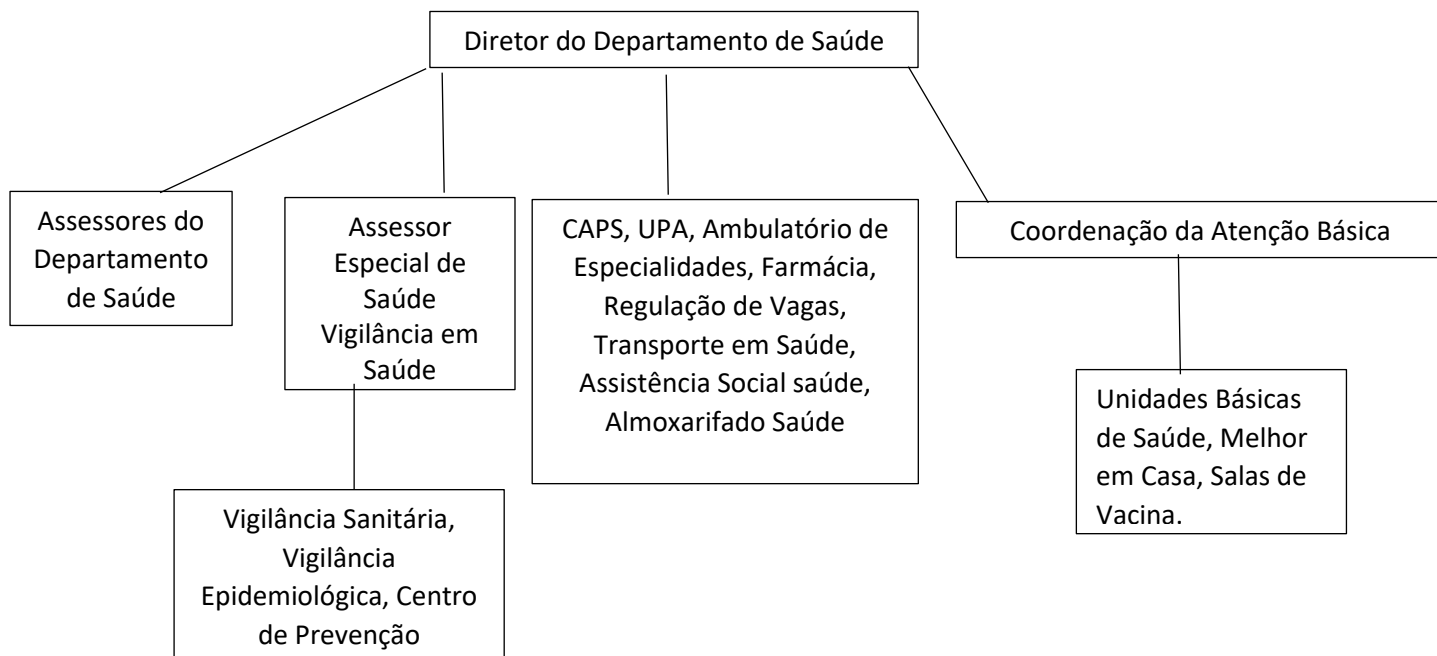 Diretor do Departamento de Saúde
Assessores do
Departamento
de Saúde
Assessor
Especial de
Saúde
Vigilância em
Saúde
CAPS, UPA, Ambulatório de
Especialidades, Farmácia,
Regulação de Vagas,
Transporte em Saúde,
Assistência Social saúde,
Almoxarifado Saúde
Coordenação da Atenção Básica
Unidades Básicas
de Saúde, Melhor
em Casa, Salas de
Vacina.
Vigilância Sanitária,
Vigilância
Epidemiológica, Centro
de Prevenção